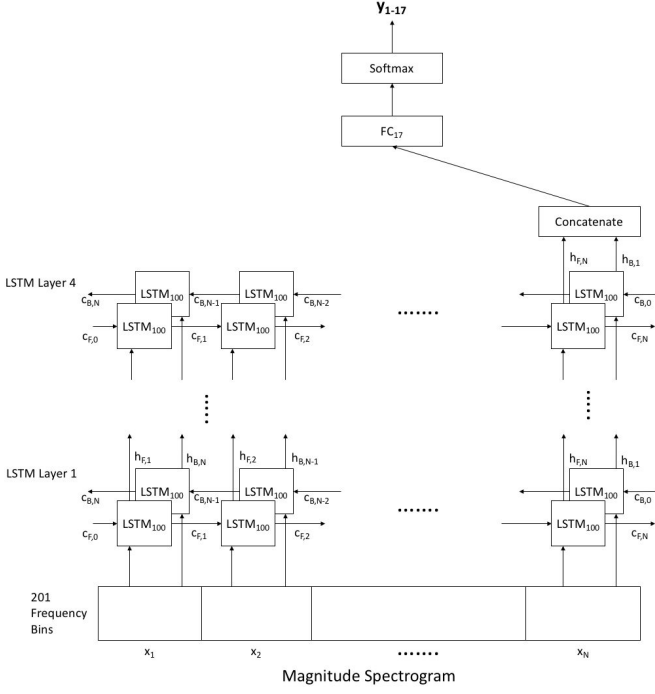 y1-17
Softmax
FC17
Concatenate
hF,N
hB,1
LSTM Layer 4
LSTM100 LSTM100 LSTM100
cB,N cB,N-1 cB,N-2 cB,0
LSTM100 LSTM100 LSTM100
cF,0 cF,1 cF,2 cF,N
hF,1 hB,N hF,2 hB,N-1 hF,N hB,1
LSTM Layer 1
LSTM100 LSTM100 LSTM100
cB,N cB,N-1 cB,N-2 cB,0
LSTM100 LSTM100 LSTM100
cF,0 cF,1 cF,2 cF,N
201
Frequency
Bins
x1 x2 ....... xN
Magnitude Spectrogram